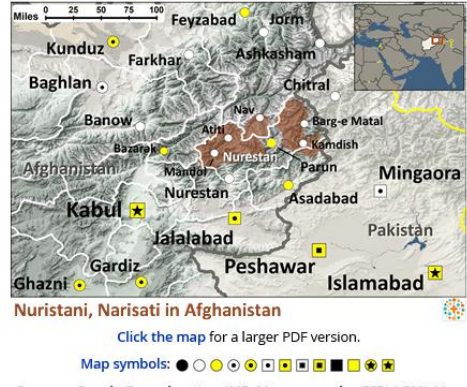 Miles 0 25 50 75 100
Feyzabad
Jorm
Kunduz
Farkhar
Ashkasham
Baghlan
Chitral
Nav
Banow
Atiti
Barg-e Matal
Bazarak
Kamdish
Nurestan
Afghanistan
Mandol
Parun
Mingaora
Nurestan
Asadabad
Kabul
Jalalabad
Pakistan
Gardiz
Peshawar
Islamabad
Ghazni
Nuristani, Narisati in Afghanistan
Click the map for a larger PDF version.
Map symbols: